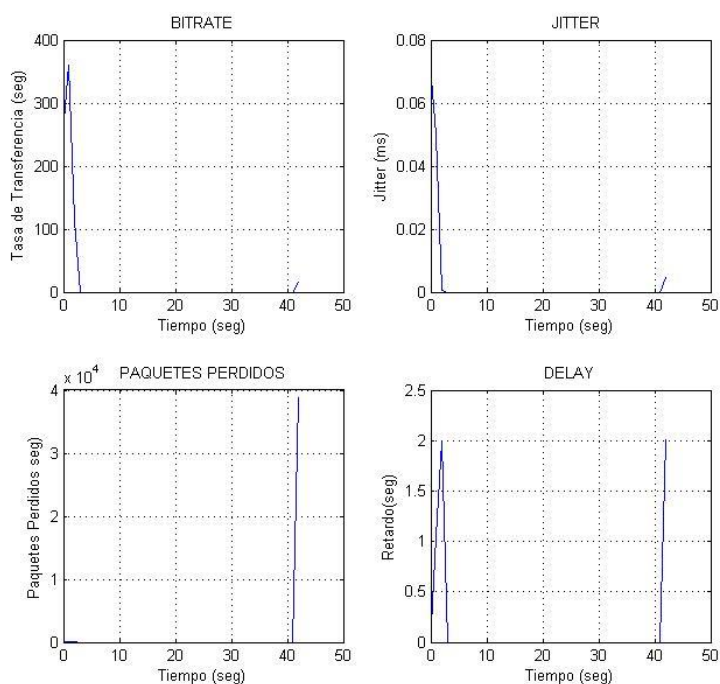 BITRATE
400
300
200
100
0
Tasa de Transferencia (seg)
0 10 20 30 40 50
Tiempo (seg)
JITTER
0.08
0.06
0.04
0.02
0
Jitter (ms)
0 10 20 30 40 50
Tiempo (seg)
x 10^4
PAQUETES PERDIDOS
4
3
2
1
0
Paquetes Perdidos seg)
0 10 20 30 40 50
Tiempo (seg)
DELAY
2.5
2
1.5
1
0.5
0
Retardo(seg)
0 10 20 30 40 50
Tiempo (seg)